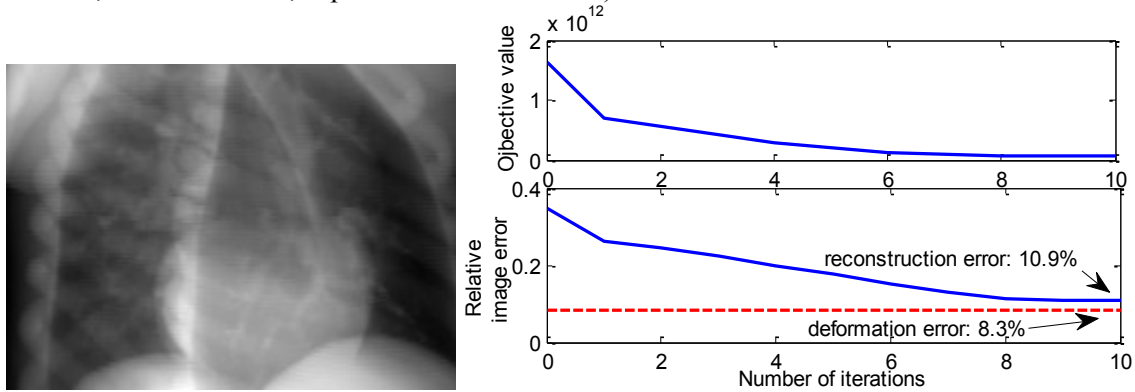 x 10^12
2
1
0
Ojbective value
0 2 4 6 8 10
0.4
0.2
0
Relative
image error
reconstruction error: 10.9%
deformation error: 8.3%
0 2 4 6 8 10
Number of iterations